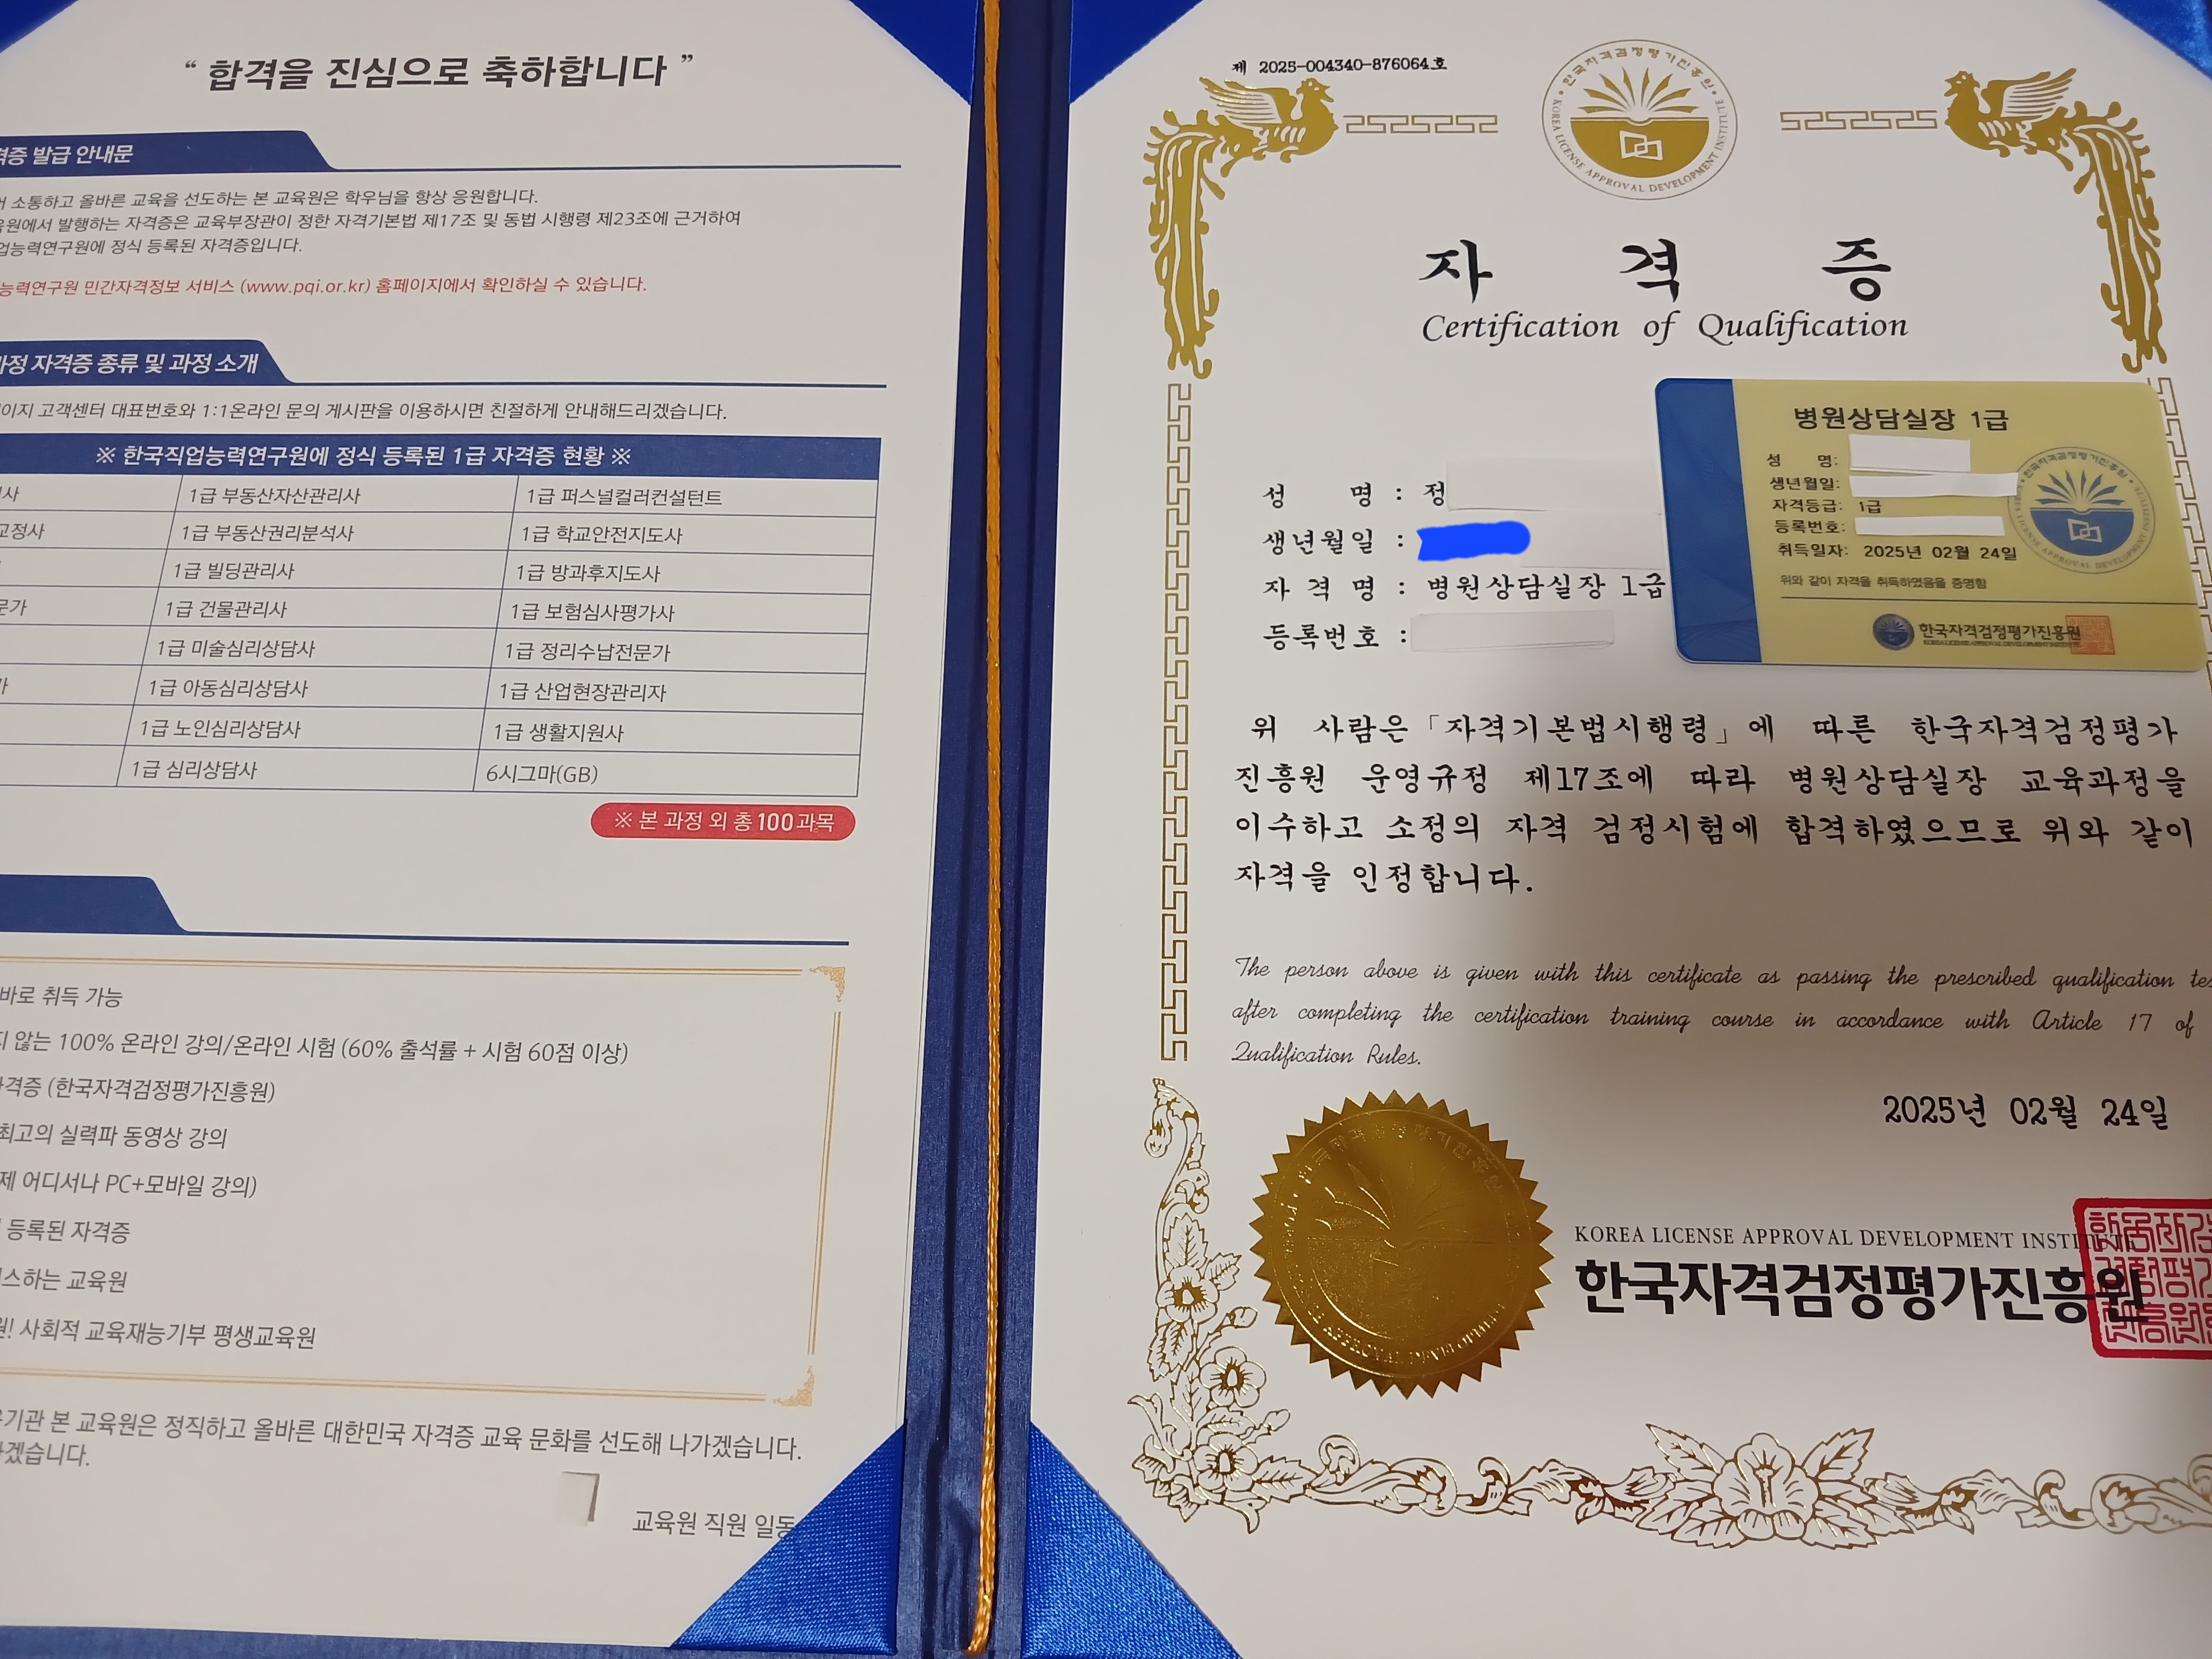 “ 합격을 진심으로 축하합니다 ”
격증 발급 안내문
소통하고 올바른 교육을 선도하는 본 교육원은 학우님을 항상 응원합니다.
육원에서 발행하는 자격증은 교육부장관이 정한 자격기본법 제17조 및 동법 시행령 제23조에 근거하여
업능력연구원에 정식 등록된 자격증입니다.
능력연구원 민간자격정보 서비스 (www.pqi.or.kr) 홈페이지에서 확인하실 수 있습니다.
과정 자격증 종류 및 과정 소개
이지 고객센터 대표번호와 1:1온라인 문의 게시판을 이용하시면 친절하게 안내해드리겠습니다.
※ 한국직업능력연구원에 정식 등록된 1급 자격증 현황 ※
사 1급 부동산자산관리사 1급 퍼스널컬러컨설턴트
교정사 1급 부동산권리분석사 1급 학교안전지도사
1급 빌딩관리사 1급 방과후지도사
문가 1급 건물관리사 1급 보험심사평가사
1급 미술심리상담사 1급 정리수납전문가
가 1급 아동심리상담사 1급 산업현장관리자
1급 노인심리상담사 1급 생활지원사
1급 심리상담사 6시그마(GB)
※ 본 과정 외 총 100과목
바로 취득 가능
지 않는 100% 온라인 강의/온라인 시험 (60% 출석률 + 시험 60점 이상)
자격증 (한국자격검정평가진흥원)
최고의 실력파 동영상 강의
제 어디서나 PC+모바일 강의)
등록된 자격증
스하는 교육원
원! 사회적 교육재능기부 평생교육원
기관 본 교육원은 정직하고 올바른 대한민국 자격증 교육 문화를 선도해 나가겠습니다.
겠습니다.
교육원 직원 일동
제 2025-004340-876064호
한국자격검정평가진흥원
KOREA LICENSE APPROVAL DEVELOPMENT INSTITUTE
자 격 증
Certification of Qualification
성 명 : 정
생년월일 :
자 격 명 : 병원상담실장 1급
등록번호 :
병원상담실장 1급
성 명:
생년월일:
자격등급: 1급
등록번호:
취득일자: 2025년 02월 24일
위와 같이 자격을 취득하였음을 증명함
한국자격검정평가진흥원
KOREA LICENSE APPROVAL DEVELOPMENT INSTITUTE
위 사람은「자격기본법시행령」에 따른 한국자격검정평가
진흥원 운영규정 제17조에 따라 병원상담실장 교육과정을
이수하고 소정의 자격 검정시험에 합격하였으므로 위와 같이
자격을 인정합니다.
The person above is given with this certificate as passing the prescribed qualification tes
after completing the certification training course in accordance with Article 17 of
Qualification Rules.
2025년 02월 24일
KOREA LICENSE APPROVAL DEVELOPMENT INSTITUTE
한국자격검정평가진흥원